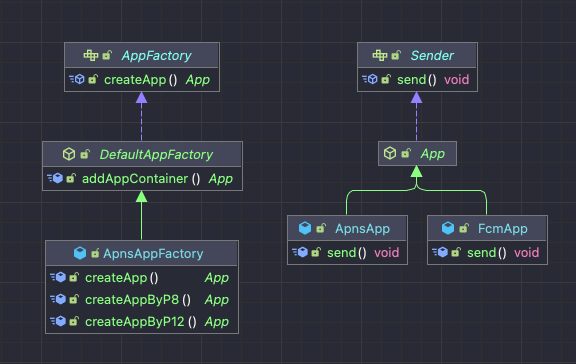 AppFactory
createApp() App
DefaultAppFactory
addAppContainer() App
ApnsAppFactory
createApp() App
createAppByP8() App
createAppByP12() App
Sender
send() void
App
ApnsApp
send() void
FcmApp
send() void